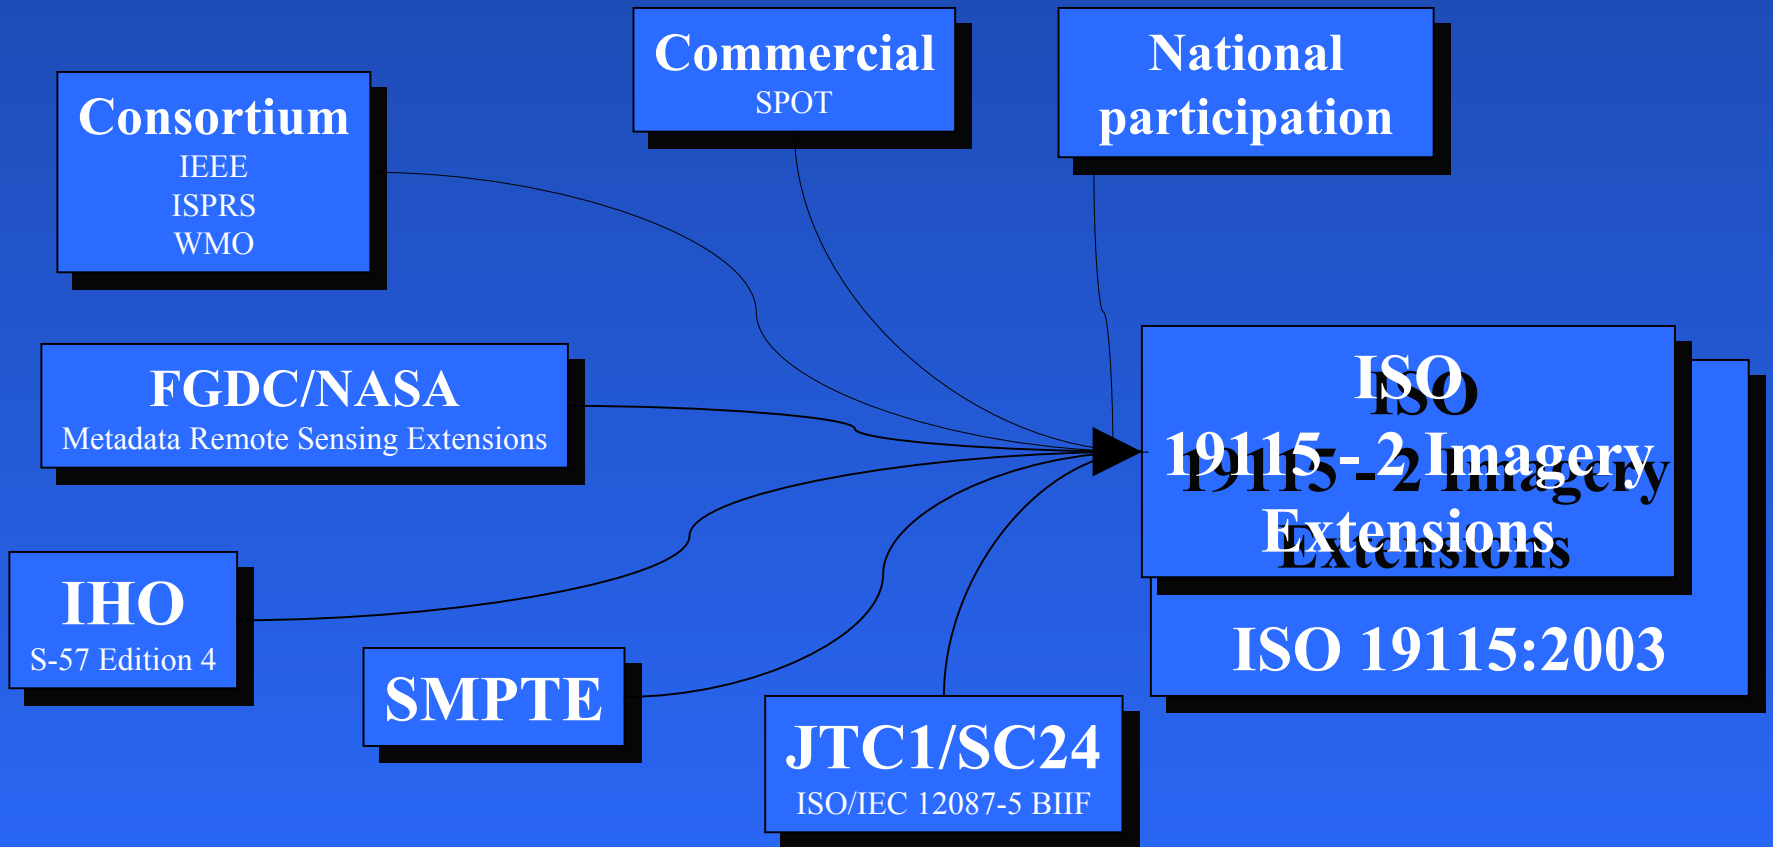 Commercial
SPOT
National
participation
Consortium
IEEE
ISPRS
WMO
FGDC/NASA
Metadata Remote Sensing Extensions
ISO
19115 - 2 Imagery
Extensions
ISO 19115:2003
IHO
S-57 Edition 4
SMPTE
JTC1/SC24
ISO/IEC 12087-5 BIIF